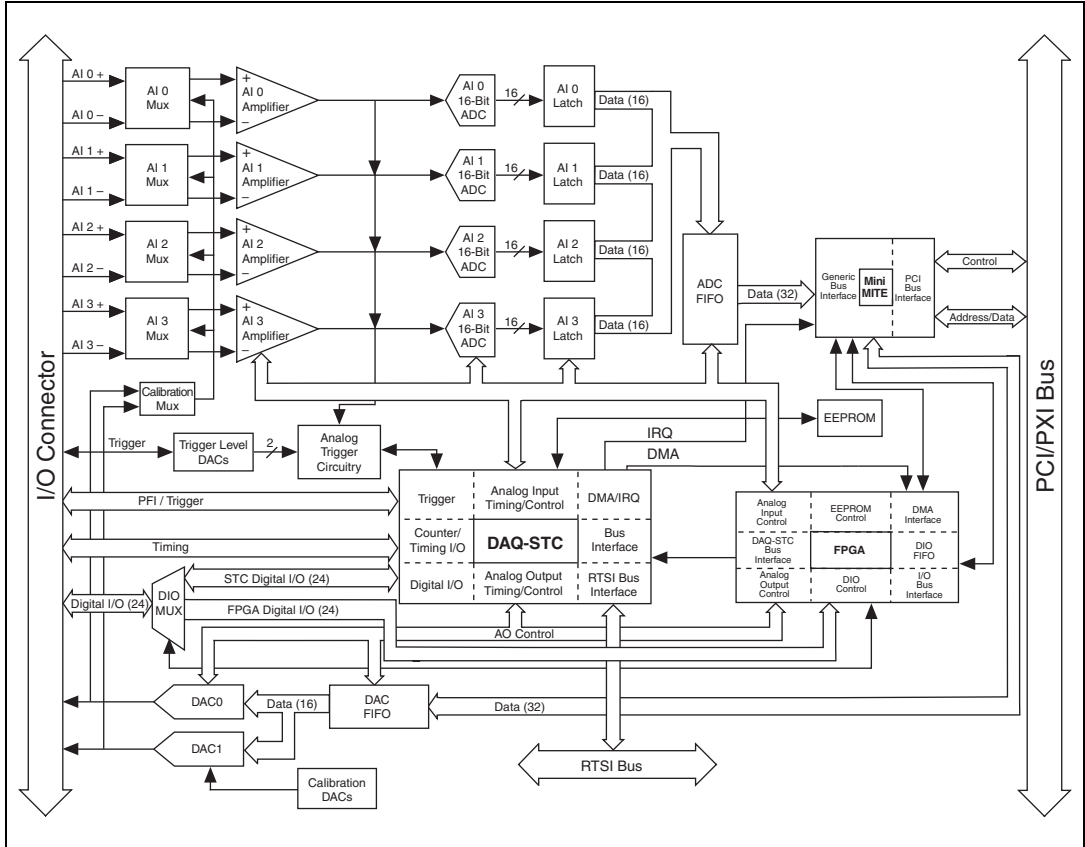 I/O Connector
PCI/PXI Bus
AI 0 +
AI 0 –
AI 0
Mux
+
AI 0
Amplifier
–
AI 0
16-Bit
ADC
16
AI 0
Latch
Data (16)
AI 1 +
AI 1 –
AI 1
Mux
+
AI 1
Amplifier
–
AI 1
16-Bit
ADC
16
AI 1
Latch
Data (16)
AI 2 +
AI 2 –
AI 2
Mux
+
AI 2
Amplifier
–
AI 2
16-Bit
ADC
16
AI 2
Latch
Data (16)
AI 3 +
AI 3 –
AI 3
Mux
+
AI 3
Amplifier
–
AI 3
16-Bit
ADC
16
AI 3
Latch
Data (16)
ADC
FIFO
Data (32)
Generic
Bus
Interface
Mini
MITE
PCI
Bus
Interface
Control
Address/Data
Calibration
Mux
Trigger
Trigger Level
DACs
2
Analog
Trigger
Circuitry
EEPROM
IRQ
DMA
PFI / Trigger
Timing
STC Digital I/O (24)
Digital I/O (24)
DIO
MUX
FPGA Digital I/O (24)
Trigger
Analog Input
Timing/Control
DMA/IRQ
Counter/
Timing I/O
DAQ-STC
Bus
Interface
Digital I/O
Analog Output
Timing/Control
RTSI Bus
Interface
Analog
Input
Control
EEPROM
Control
DMA
Interface
DAQ-STC
Bus
Interface
FPGA
DIO
FIFO
Analog
Output
Control
DIO
Control
I/O
Bus
Interface
AO Control
DAC0
Data (16)
DAC
FIFO
Data (32)
DAC1
Calibration
DACs
RTSI Bus